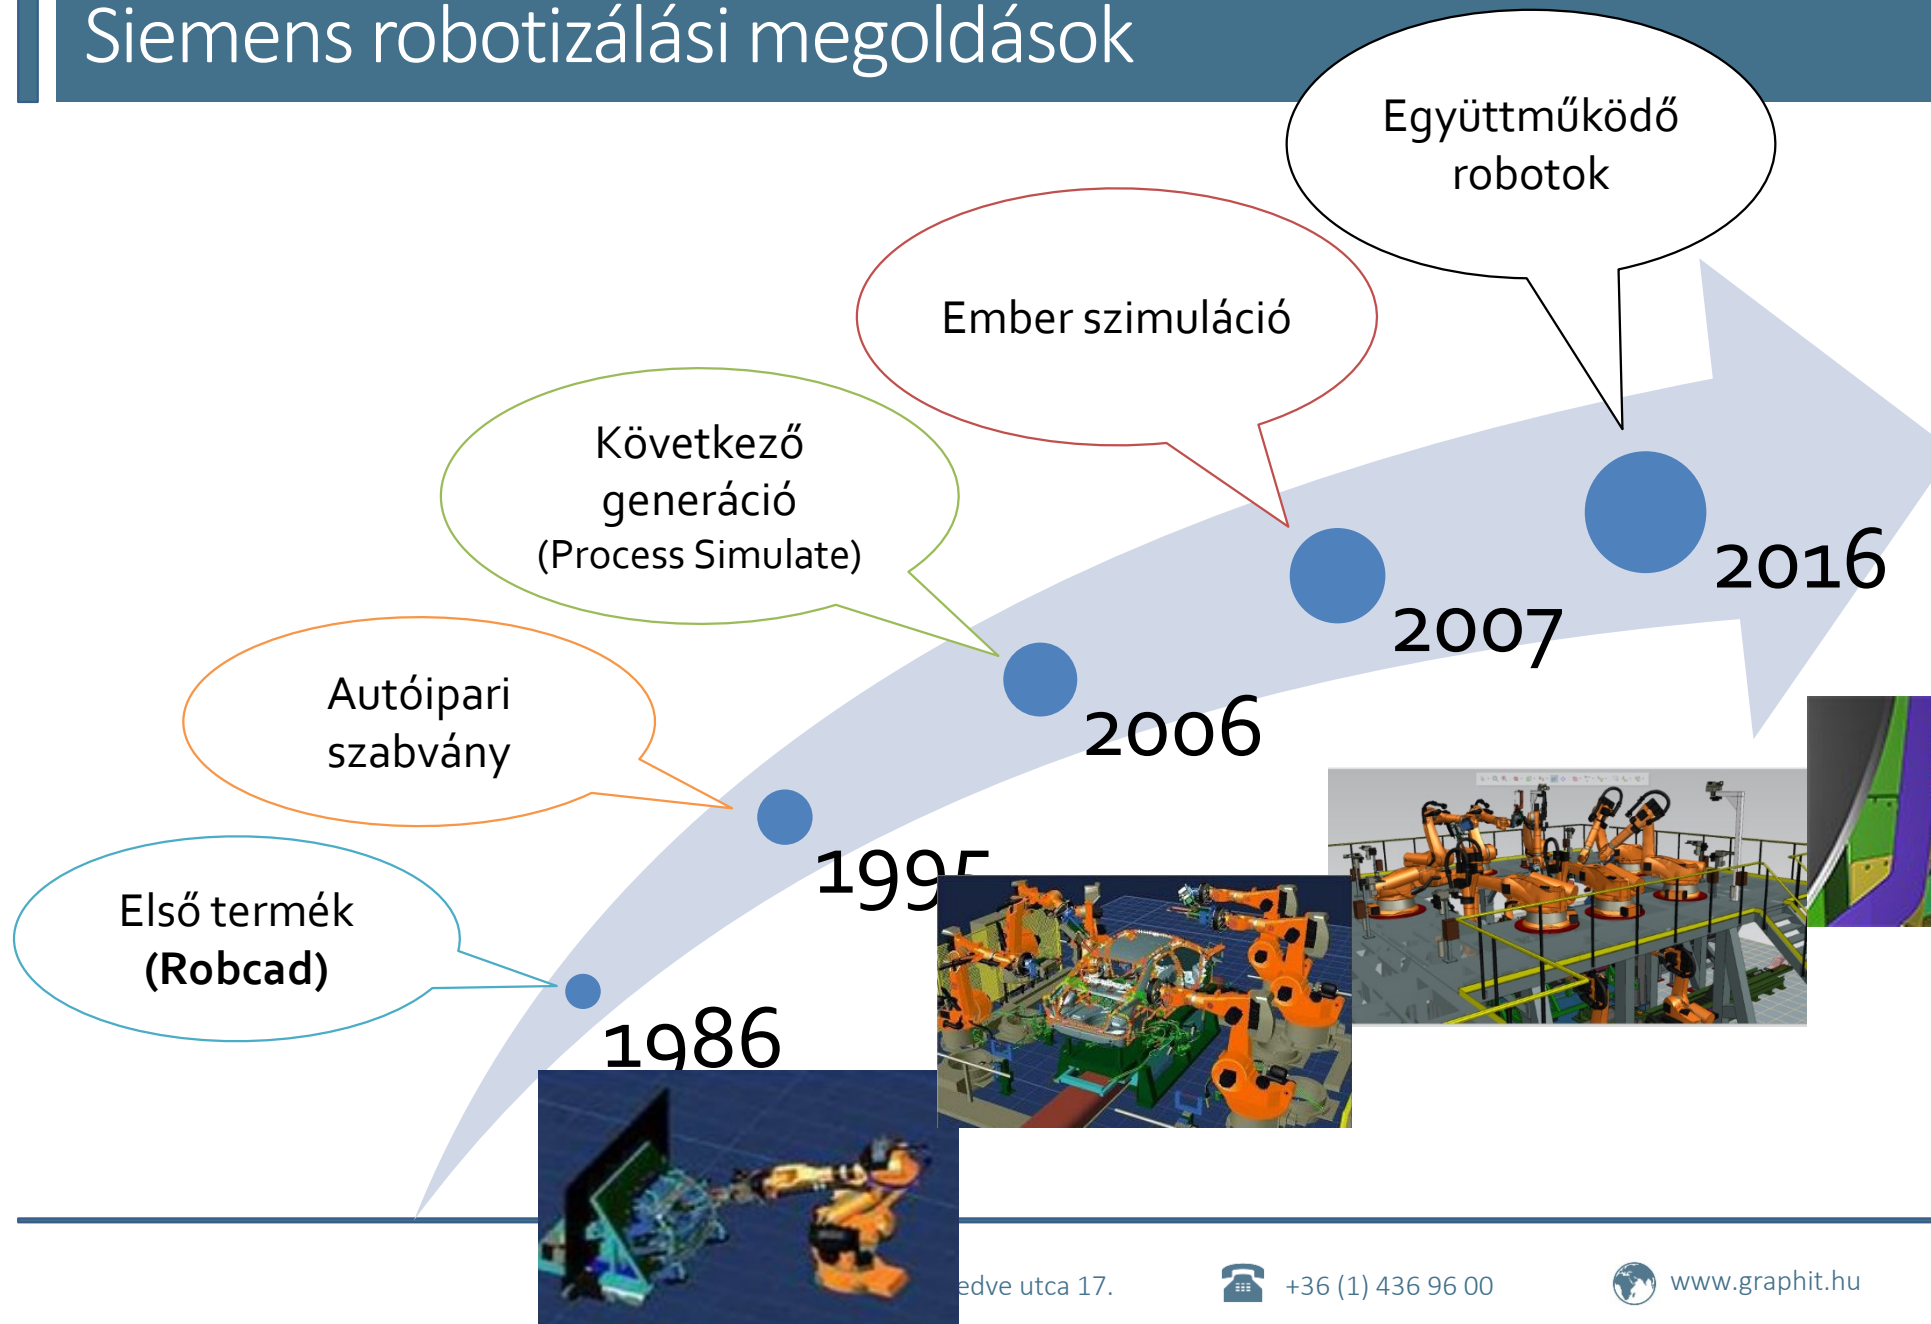 Siemens robotizálási megoldások
Együttműködő
robotok
Ember szimuláció
Következő
generáció
(Process Simulate)
Autóipari
szabvány
Első termék
(Robcad)
2016
2007
2006
1995
1986
utca 17.
+36 (1) 436 96 00
www.graphit.hu